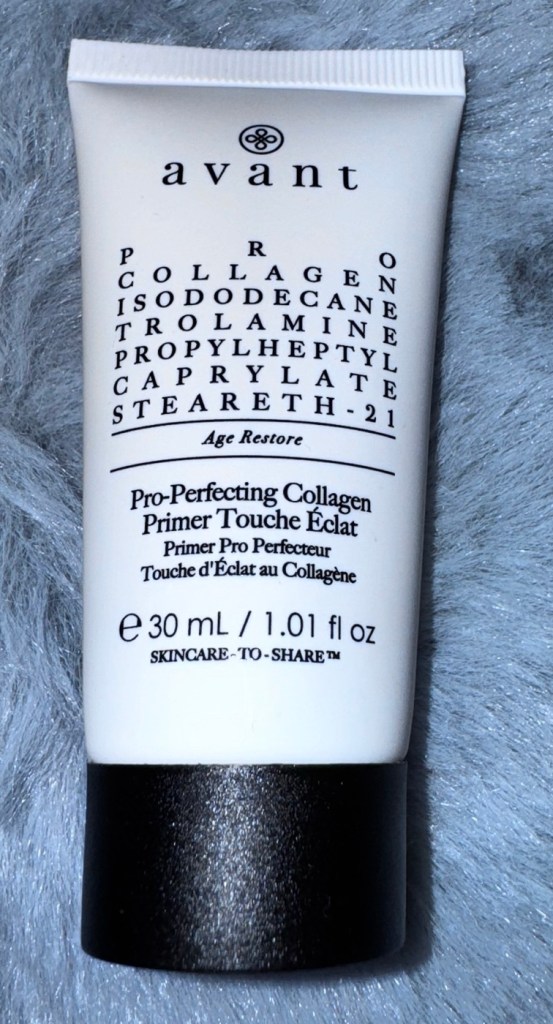 avant
P R O
COLLAGEN
ISODODECANE
TROLAMINE
PROPYLHEPTYL
CAPRYLATE
STEARETH-21
Age Restore
Pro-Perfecting Collagen
Primer Touche Éclat
Primer Pro Perfecteur
Touche d'Éclat au Collagène
℮ 30 mL / 1.01 fl oz
SKINCARE-TO-SHARE™